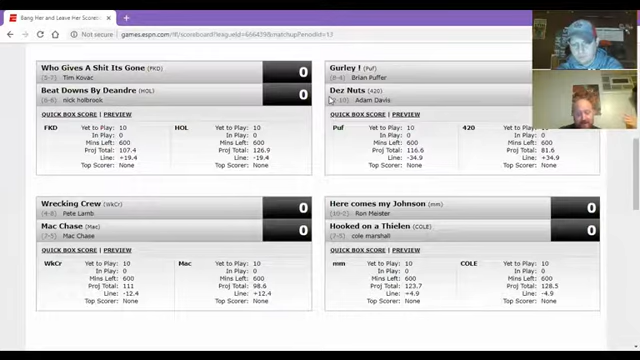 Bang Her and Leave Her Scoreb
Not secure | games.espn.com/ffl/scoreboard?leagueId=666439&matchupPeriodId=13
Who Gives A Shit Its Gone (FKD)
(5-7) Tim Kovac
0
Beat Downs By Deandre (HOL)
(6-6) nick holbrook
0
QUICK BOX SCORE | PREVIEW
FKD
Yet to Play: 10
In Play: 0
Mins Left: 600
Proj Total: 107.4
Line: +19.4
Top Scorer: None
HOL
Yet to Play: 10
In Play: 0
Mins Left: 600
Proj Total: 126.9
Line: -19.4
Top Scorer: None
Gurley ! (Puf)
(8-4) Brian Puffer
Dez Nuts (420)
Adam Davis
QUICK BOX SCORE | PREVIEW
Puf
Yet to Play: 10
In Play: 0
Mins Left: 600
Proj Total: 116.6
Line: -34.9
Top Scorer: None
420
Yet to Play: 10
In Play: 0
Mins Left: 600
Proj Total: 81.6
Line: +34.9
Top Scorer: None
Wrecking Crew (WkCr)
(4-8) Pete Lamb
0
Mac Chase (Mac)
(7-5) Mac Chase
0
QUICK BOX SCORE | PREVIEW
WkCr
Yet to Play: 10
In Play: 0
Mins Left: 600
Proj Total: 111
Line: -12.4
Top Scorer: None
Mac
Yet to Play: 10
In Play: 0
Mins Left: 600
Proj Total: 98.6
Line: +12.4
Top Scorer: None
Here comes my Johnson (mm)
(10-2) Ron Meister
0
Hooked on a Thielen (COLE)
(7-5) cole marshall
0
QUICK BOX SCORE | PREVIEW
mm
Yet to Play: 10
In Play: 0
Mins Left: 600
Proj Total: 123.7
Line: +4.9
Top Scorer: None
COLE
Yet to Play: 10
In Play: 0
Mins Left: 600
Proj Total: 128.5
Line: -4.9
Top Scorer: None